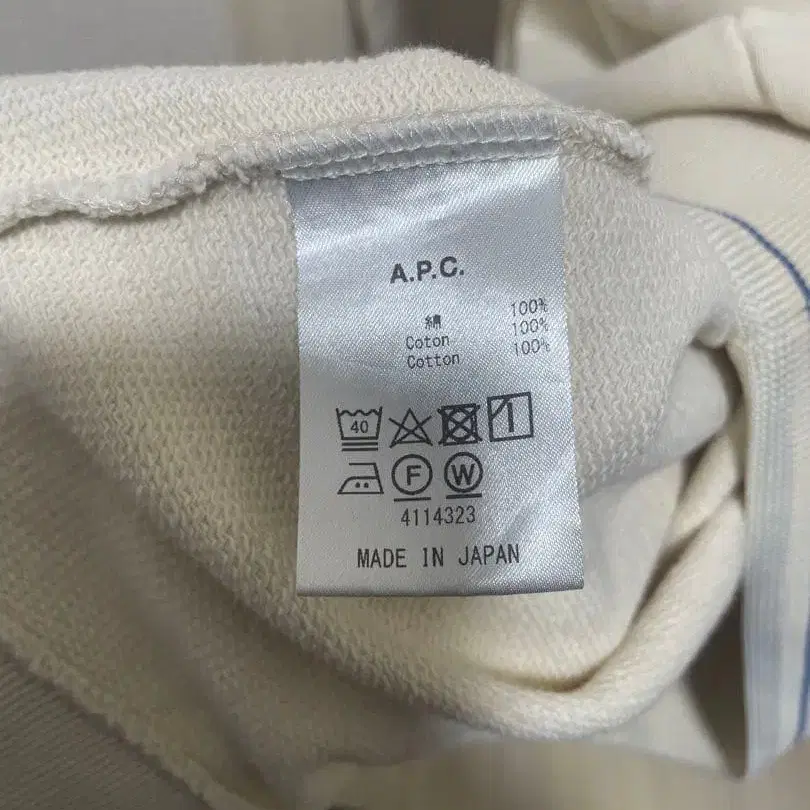 A.P.C.
綿 100%
Coton 100%
Cotton 100%
40
F W
4114323
MADE IN JAPAN